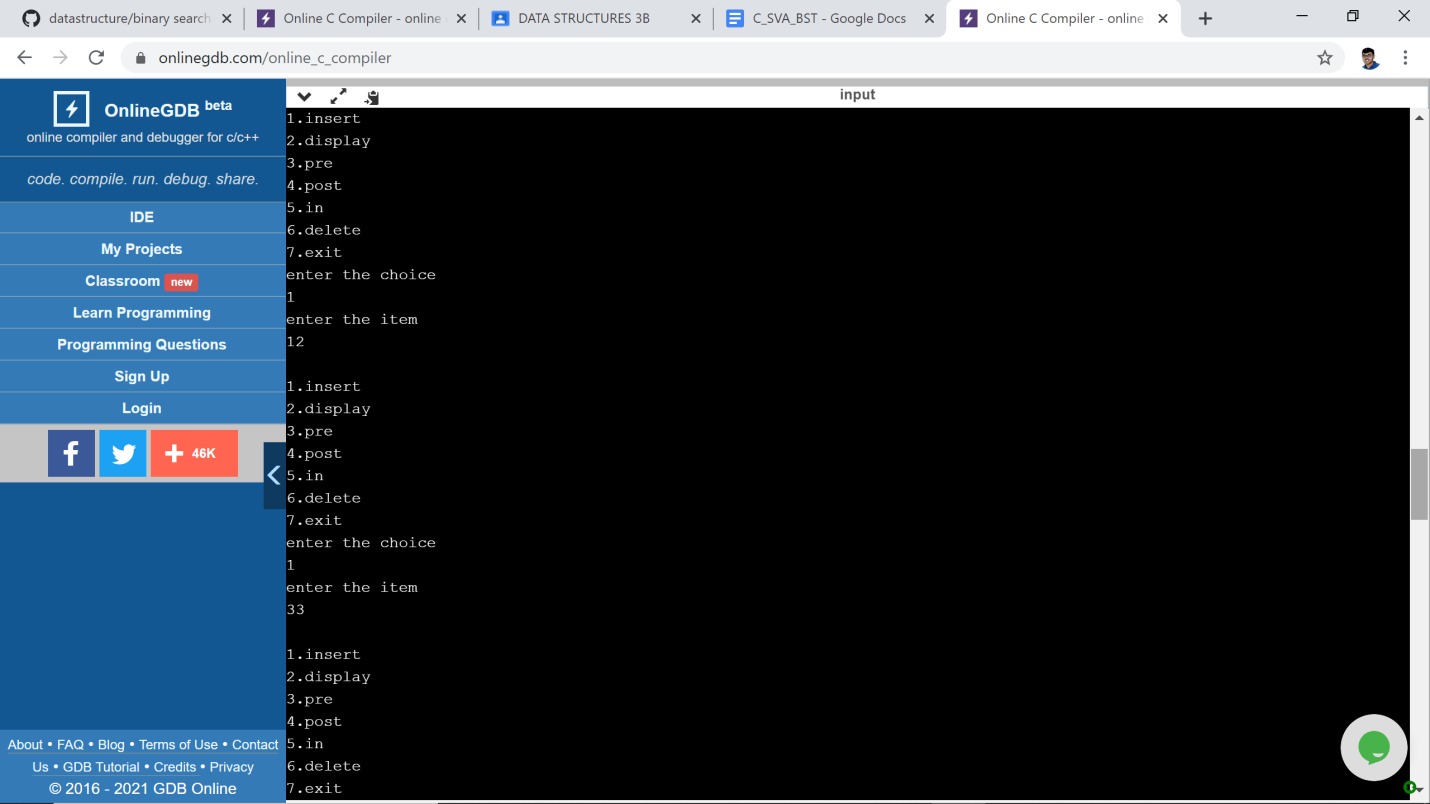 datastructure/binary search
Online C Compiler - online
DATA STRUCTURES 3B
C_SVA_BST - Google Docs
Online C Compiler - online
onlinegdb.com/online_c_compiler
OnlineGDB beta
online compiler and debugger for c/c++
code. compile. run. debug. share.
IDE
My Projects
Classroom new
Learn Programming
Programming Questions
Sign Up
Login
46K
About • FAQ • Blog • Terms of Use • Contact
Us • GDB Tutorial • Credits • Privacy
© 2016 - 2021 GDB Online
input
1.insert
2.display
3.pre
4.post
5.in
6.delete
7.exit
enter the choice
1
enter the item
12
1.insert
2.display
3.pre
4.post
5.in
6.delete
7.exit
enter the choice
1
enter the item
33
1.insert
2.display
3.pre
4.post
5.in
6.delete
7.exit